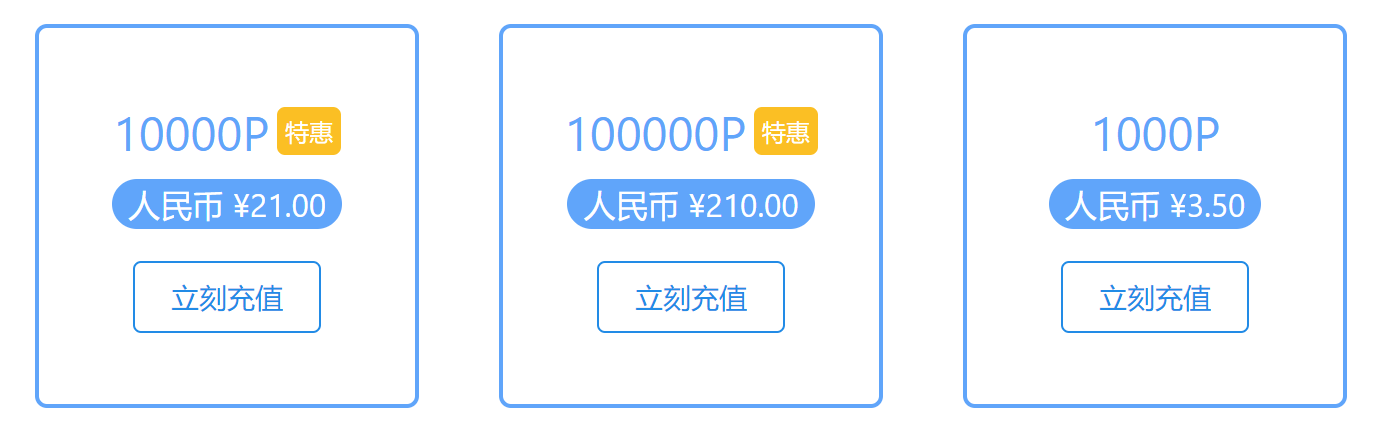 10000P 特惠
人民币 ¥21.00
立刻充值
100000P 特惠
人民币 ¥210.00
立刻充值
1000P
人民币 ¥3.50
立刻充值